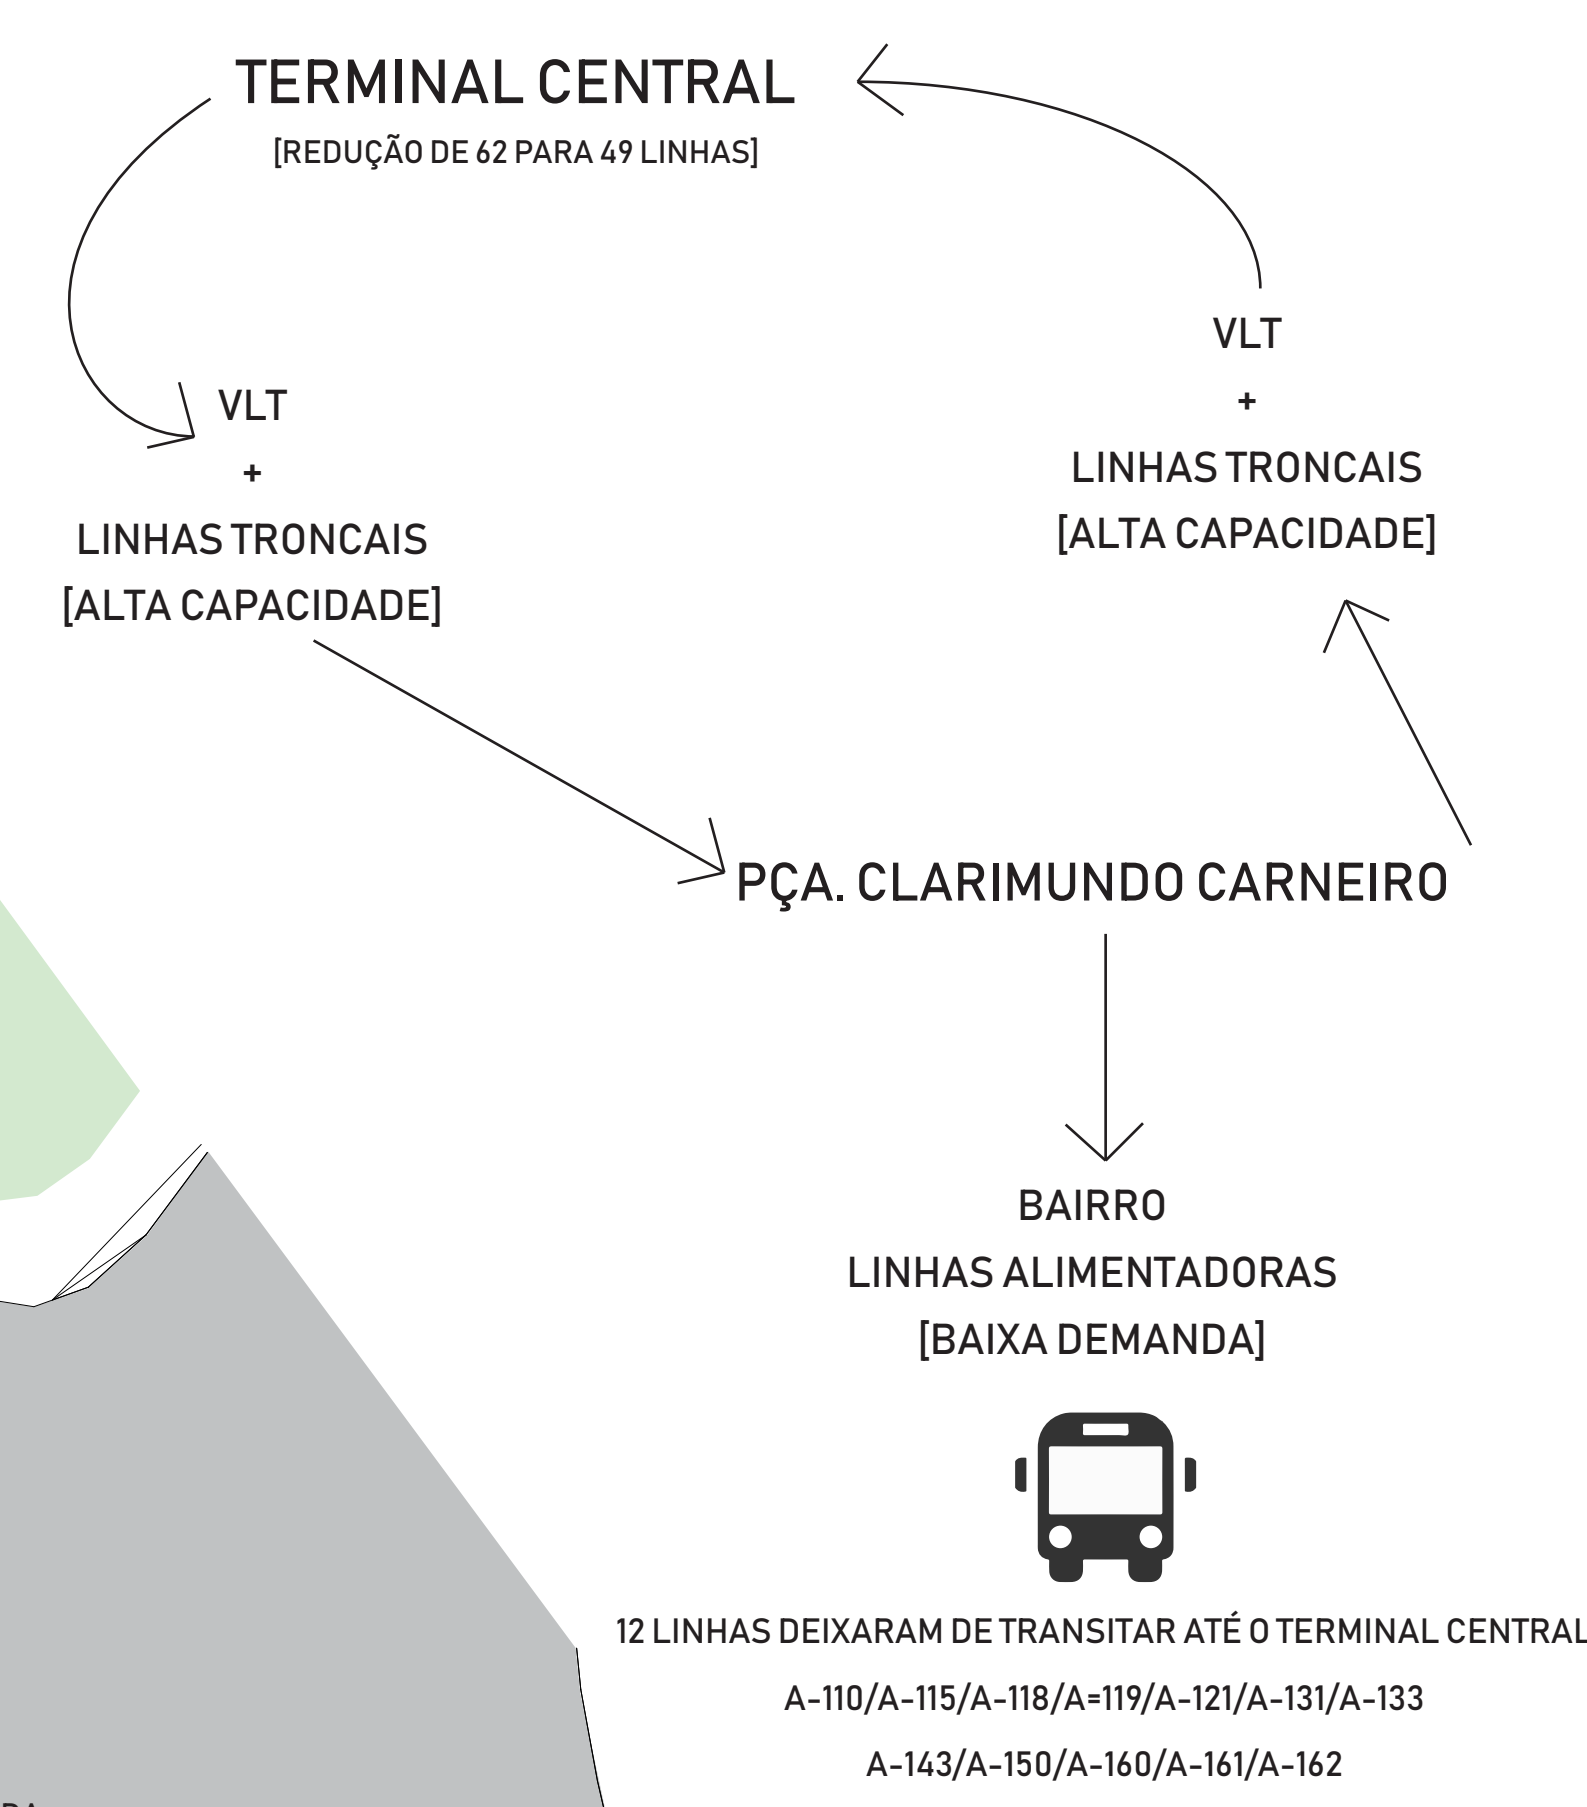 TERMINAL CENTRAL
[REDUÇÃO DE 62 PARA 49 LINHAS]
VLT
+
LINHAS TRONCAIS
[ALTA CAPACIDADE]
VLT
+
LINHAS TRONCAIS
[ALTA CAPACIDADE]
PÇA. CLARIMUNDO CARNEIRO
BAIRRO
LINHAS ALIMENTADORAS
[BAIXA DEMANDA]
12 LINHAS DEIXARAM DE TRANSITAR ATÉ O TERMINAL CENTRAL
A-110/A-115/A-118/A=119/A-121/A-131/A-133
A-143/A-150/A-160/A-161/A-162